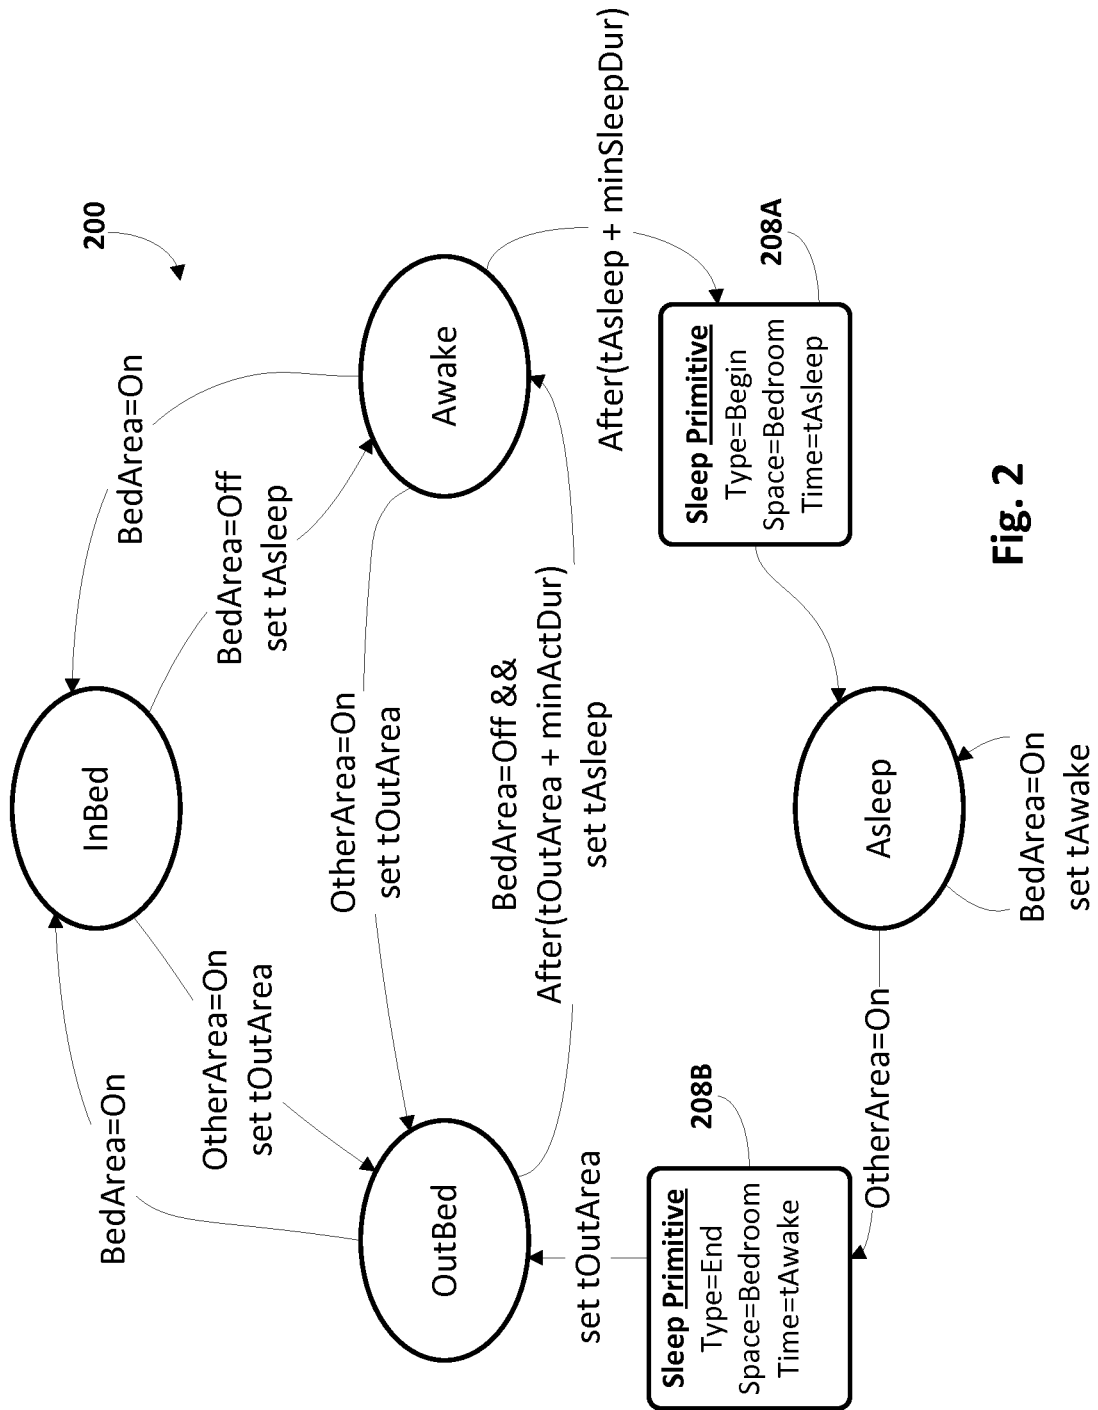 200
InBed
BedArea=On
BedArea=On
OtherArea=On
set tOutArea
BedArea=Off
set tAsleep
OtherArea=On
set tOutArea
OutBed
Awake
BedArea=Off &&
After(tOutArea + minActDur)
set tAsleep
set tOutArea
After(tAsleep + minSleepDur)
208B
Sleep Primitive
Type=End
Space=Bedroom
Time=tAwake
208A
Sleep Primitive
Type=Begin
Space=Bedroom
Time=tAsleep
OtherArea=On
Asleep
BedArea=On
set tAwake
Fig. 2